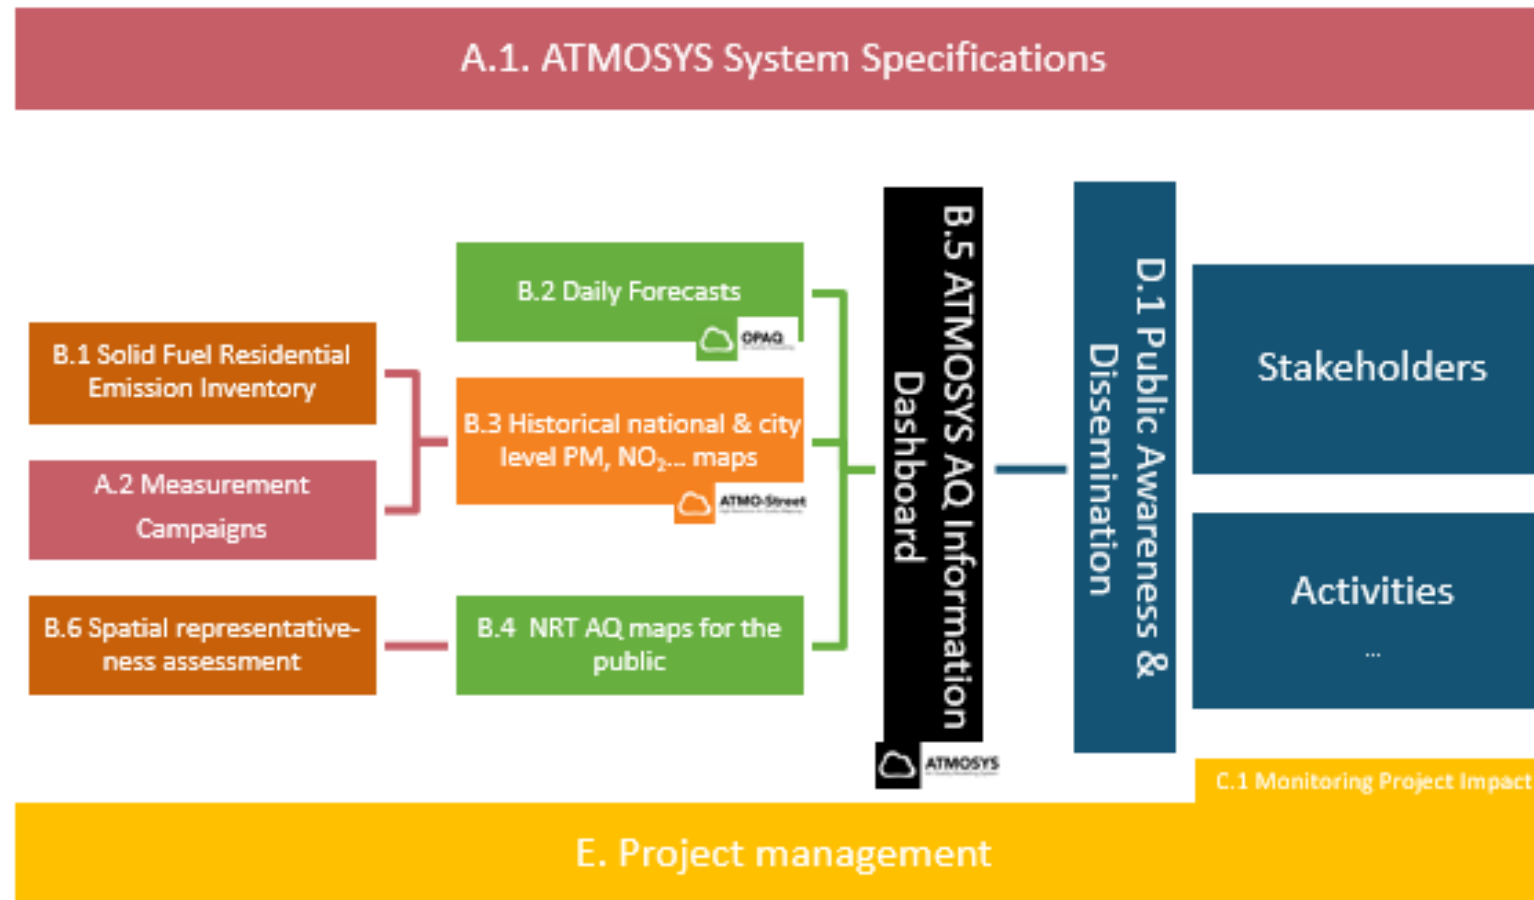 A.1. ATMOSYS System Specifications
B.1 Solid Fuel Residential
Emission Inventory
A.2 Measurement
Campaigns
B.6 Spatial representative-
ness assessment
B.2 Daily Forecasts
OPAQ
B.3 Historical national & city
level PM, NO₂... maps
ATMO-Street
B.4 NRT AQ maps for the
public
B.5 ATMOSYS AQ Information
Dashboard
ATMOSYS
D.1 Public Awareness &
Dissemination
Stakeholders
Activities
...
C.1 Monitoring Project Impact
E. Project management